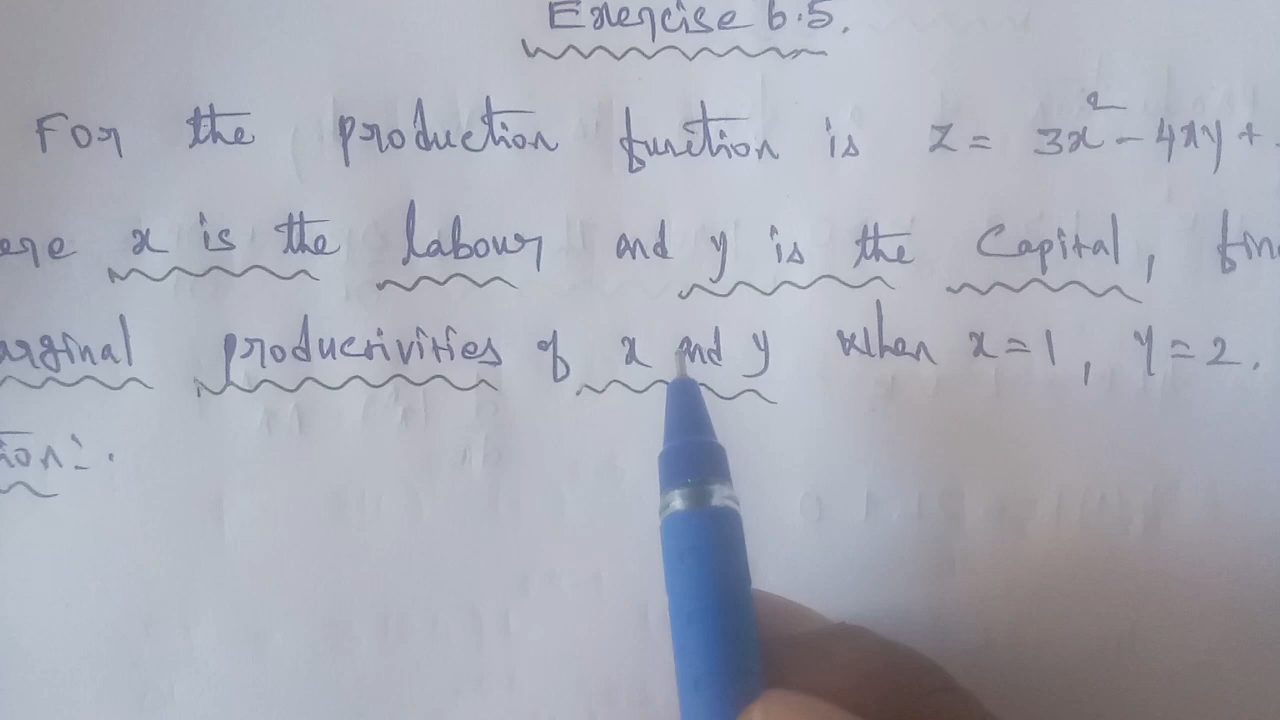 Exercise 6.5.
For the production function is z = 3x² - 4xy +
ere x is the labour and y is the Capital, fin
arginal productivities of x and y when x=1, y=2.
ion:.